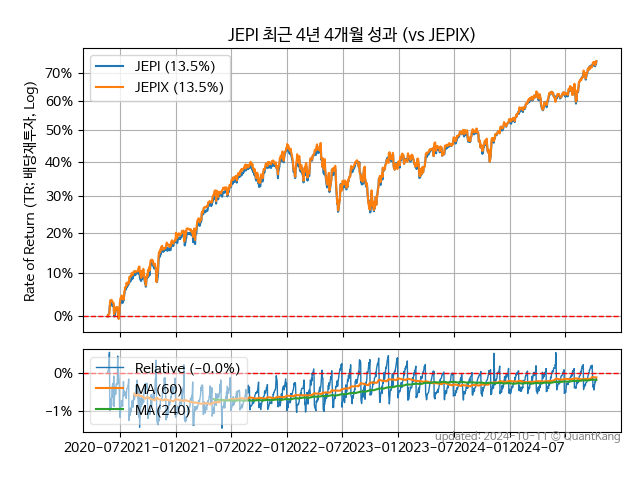 JEPI 최근 4년 4개월 성과 (vs JEPIX)
Rate of Return (TR: 배당재투자, Log)
70%
60%
50%
40%
30%
20%
10%
0%
JEPI (13.5%)
JEPIX (13.5%)
0%
−1%
Relative (−0.0%)
MA(60)
MA(240)
2020-07 2021-01 2021-07 2022-01 2022-07 2023-01 2023-07 2024-01 2024-07
updated: 2024-10-11 © QuantKang